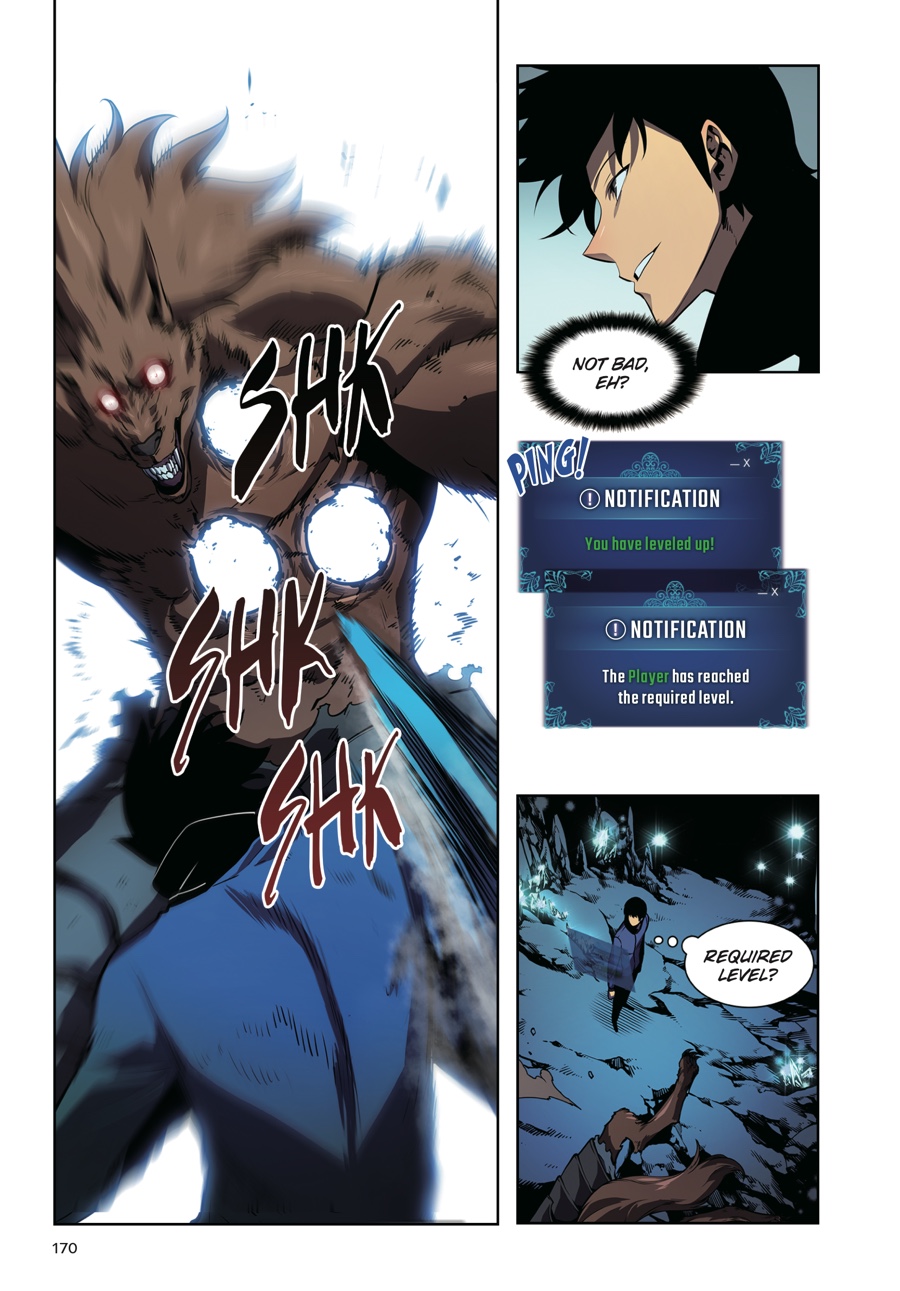 SHK
SHK
SHK
NOT BAD,
EH?
PING!
— X
! NOTIFICATION
You have leveled up!
— X
! NOTIFICATION
The Player has reached
the required level.
REQUIRED
LEVEL?
170